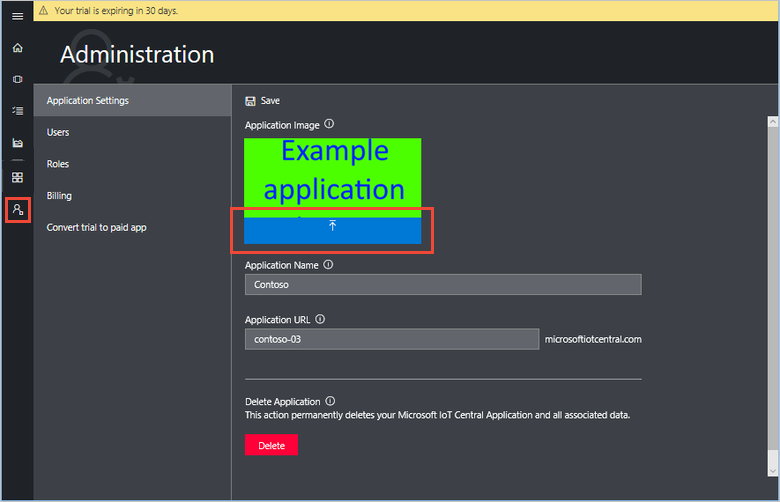 Your trial is expiring in 30 days.
Administration
Application Settings
Users
Roles
Billing
Convert trial to paid app
Save
Application Image
Example
application
Application Name
Contoso
Application URL
contoso-03
microsoftiotcentral.com
Delete Application
This action permanently deletes your Microsoft IoT Central Application and all associated data.
Delete